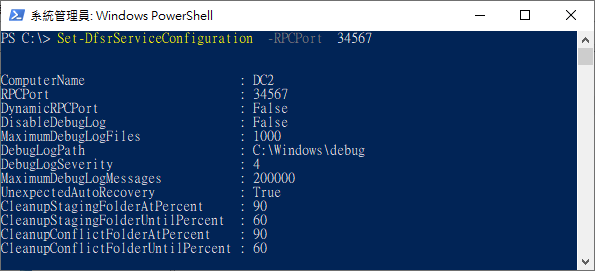 系統管理員: Windows PowerShell
PS C:\> Set-DfsrServiceConfiguration  -RPCPort  34567
ComputerName                      : DC2
RPCPort                           : 34567
DynamicRPCPort                    : False
DisableDebugLog                   : False
MaximumDebugLogFiles              : 1000
DebugLogPath                      : C:\Windows\debug
DebugLogSeverity                  : 4
MaximumDebugLogMessages           : 200000
UnexpectedAutoRecovery            : True
CleanupStagingFolderAtPercent     : 90
CleanupStagingFolderUntilPercent  : 60
CleanupConflictFolderAtPercent    : 90
CleanupConflictFolderUntilPercent : 60